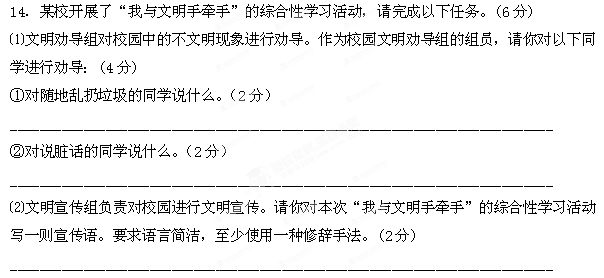 14. 某校开展了“我与文明手牵手”的综合性学习活动，请完成以下任务。(6 分)
⑴文明劝导组对校园中的不文明现象进行劝导。作为校园文明劝导组的组员，请你对以下同
学进行劝导：(4 分)
①对随地乱扔垃圾的同学说什么。（2 分）
②对说脏话的同学说什么。（2 分）
⑵文明宣传组负责对校园进行文明宣传。请你对本次“我与文明手牵手”的综合性学习活动
写一则宣传语。要求语言简洁，至少使用一种修辞手法。（2 分）